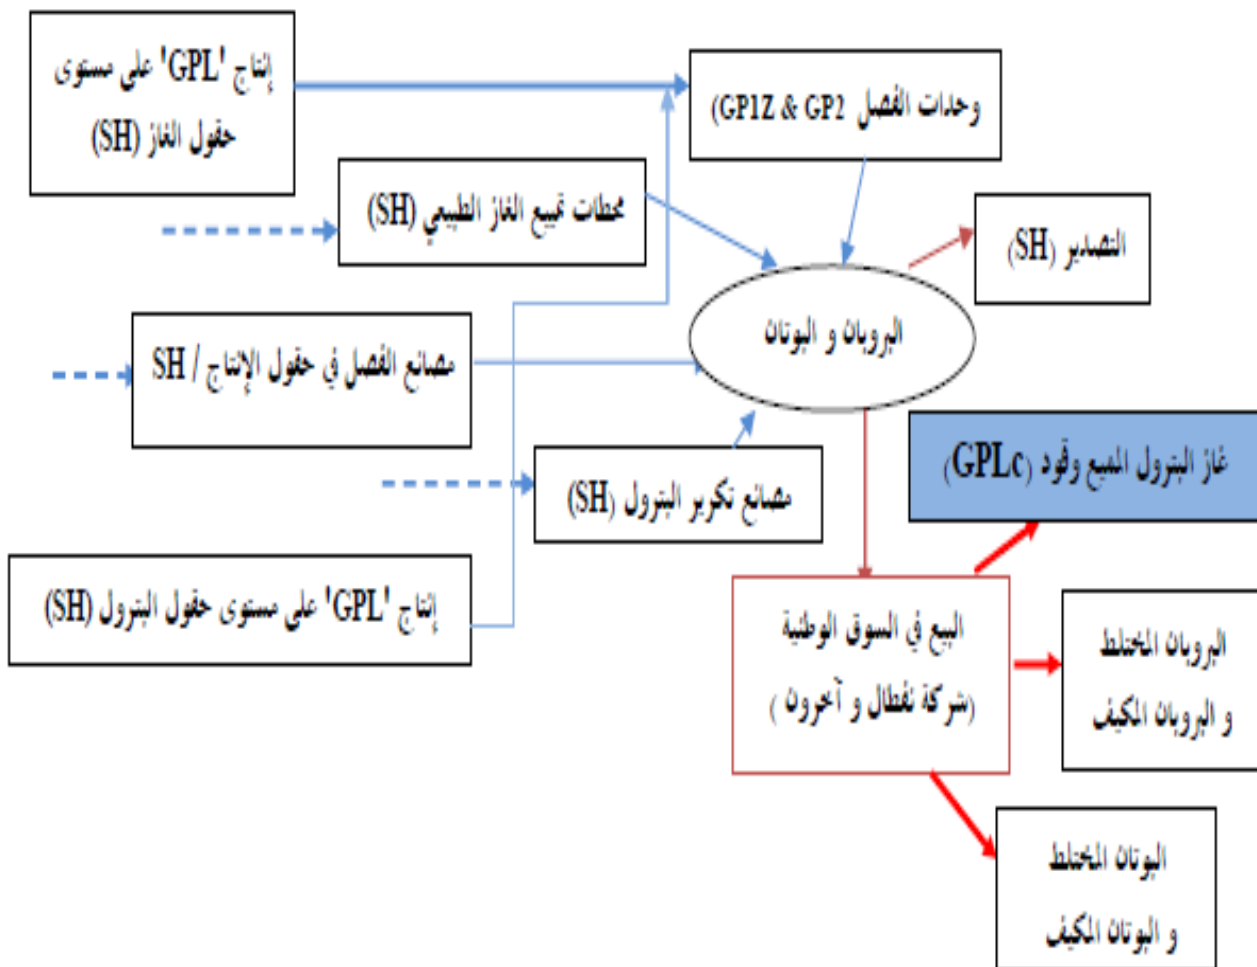 إنتاج 'GPL' على مستوى
حقول الغاز (SH)
وحدات الفصل GP1Z & GP2)
محطات تمييع الغاز الطبيعي (SH)
التصدير (SH)
البروبان و البوتان
مصانع الفصل في حقول الإنتاج / SH
غاز البترول المميع وقود (GPLc)
مصانع تكرير البترول (SH)
إنتاج 'GPL' على مستوى حقول البترول (SH)
البيع في السوق الوطنية
(شركة نفطال و آخرون )
البروبان المختلط
و البروبان المكيف
البوتان المختلط
و البوتان المكيف